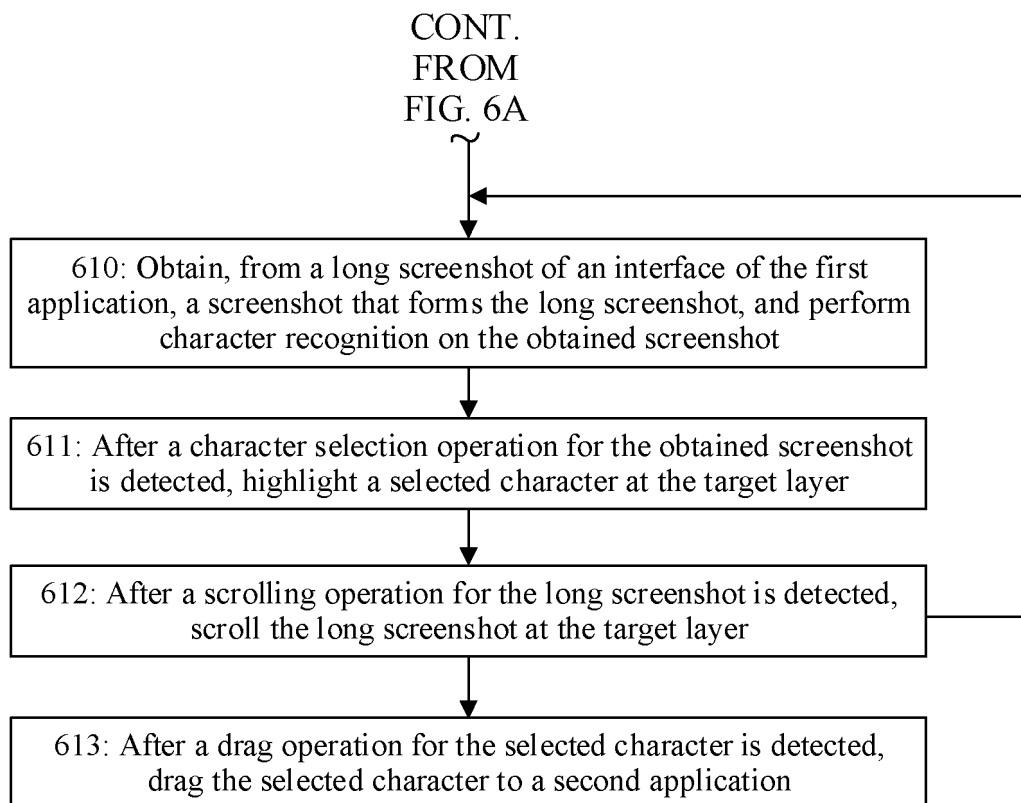 CONT.
FROM
FIG. 6A
610: Obtain, from a long screenshot of an interface of the first
application, a screenshot that forms the long screenshot, and perform
character recognition on the obtained screenshot
611: After a character selection operation for the obtained screenshot
is detected, highlight a selected character at the target layer
612: After a scrolling operation for the long screenshot is detected,
scroll the long screenshot at the target layer
613: After a drag operation for the selected character is detected,
drag the selected character to a second application